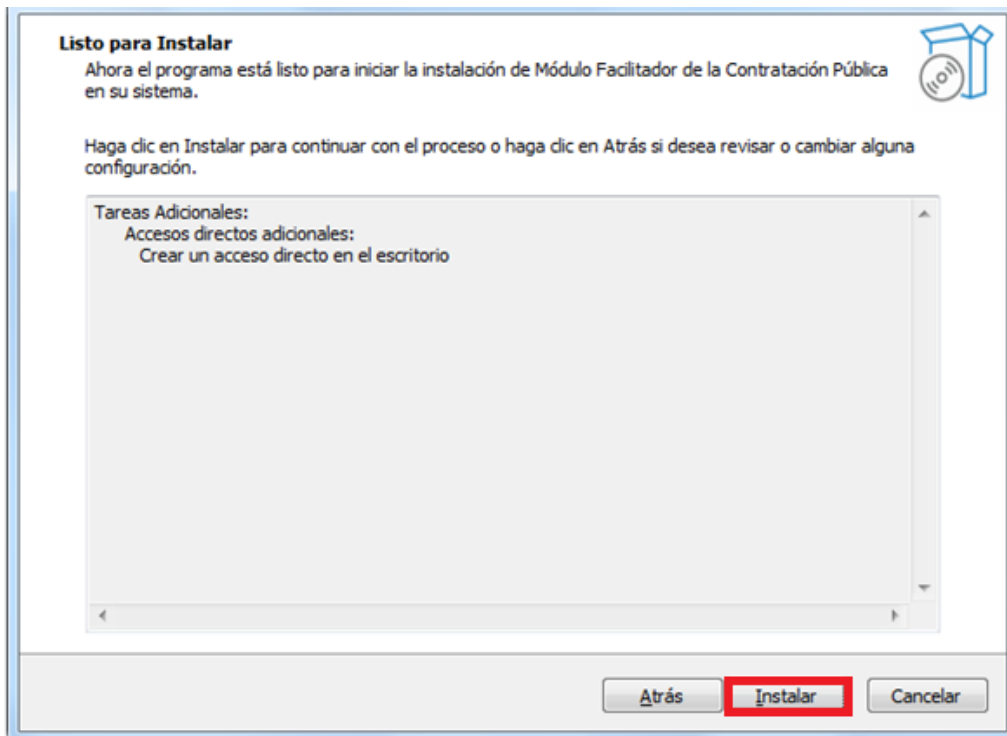 Listo para Instalar
Ahora el programa está listo para iniciar la instalación de Módulo Facilitador de la Contratación Pública
en su sistema.
Haga clic en Instalar para continuar con el proceso o haga clic en Atrás si desea revisar o cambiar alguna
configuración.
Tareas Adicionales:
Accesos directos adicionales:
Crear un acceso directo en el escritorio
Atrás
Instalar
Cancelar